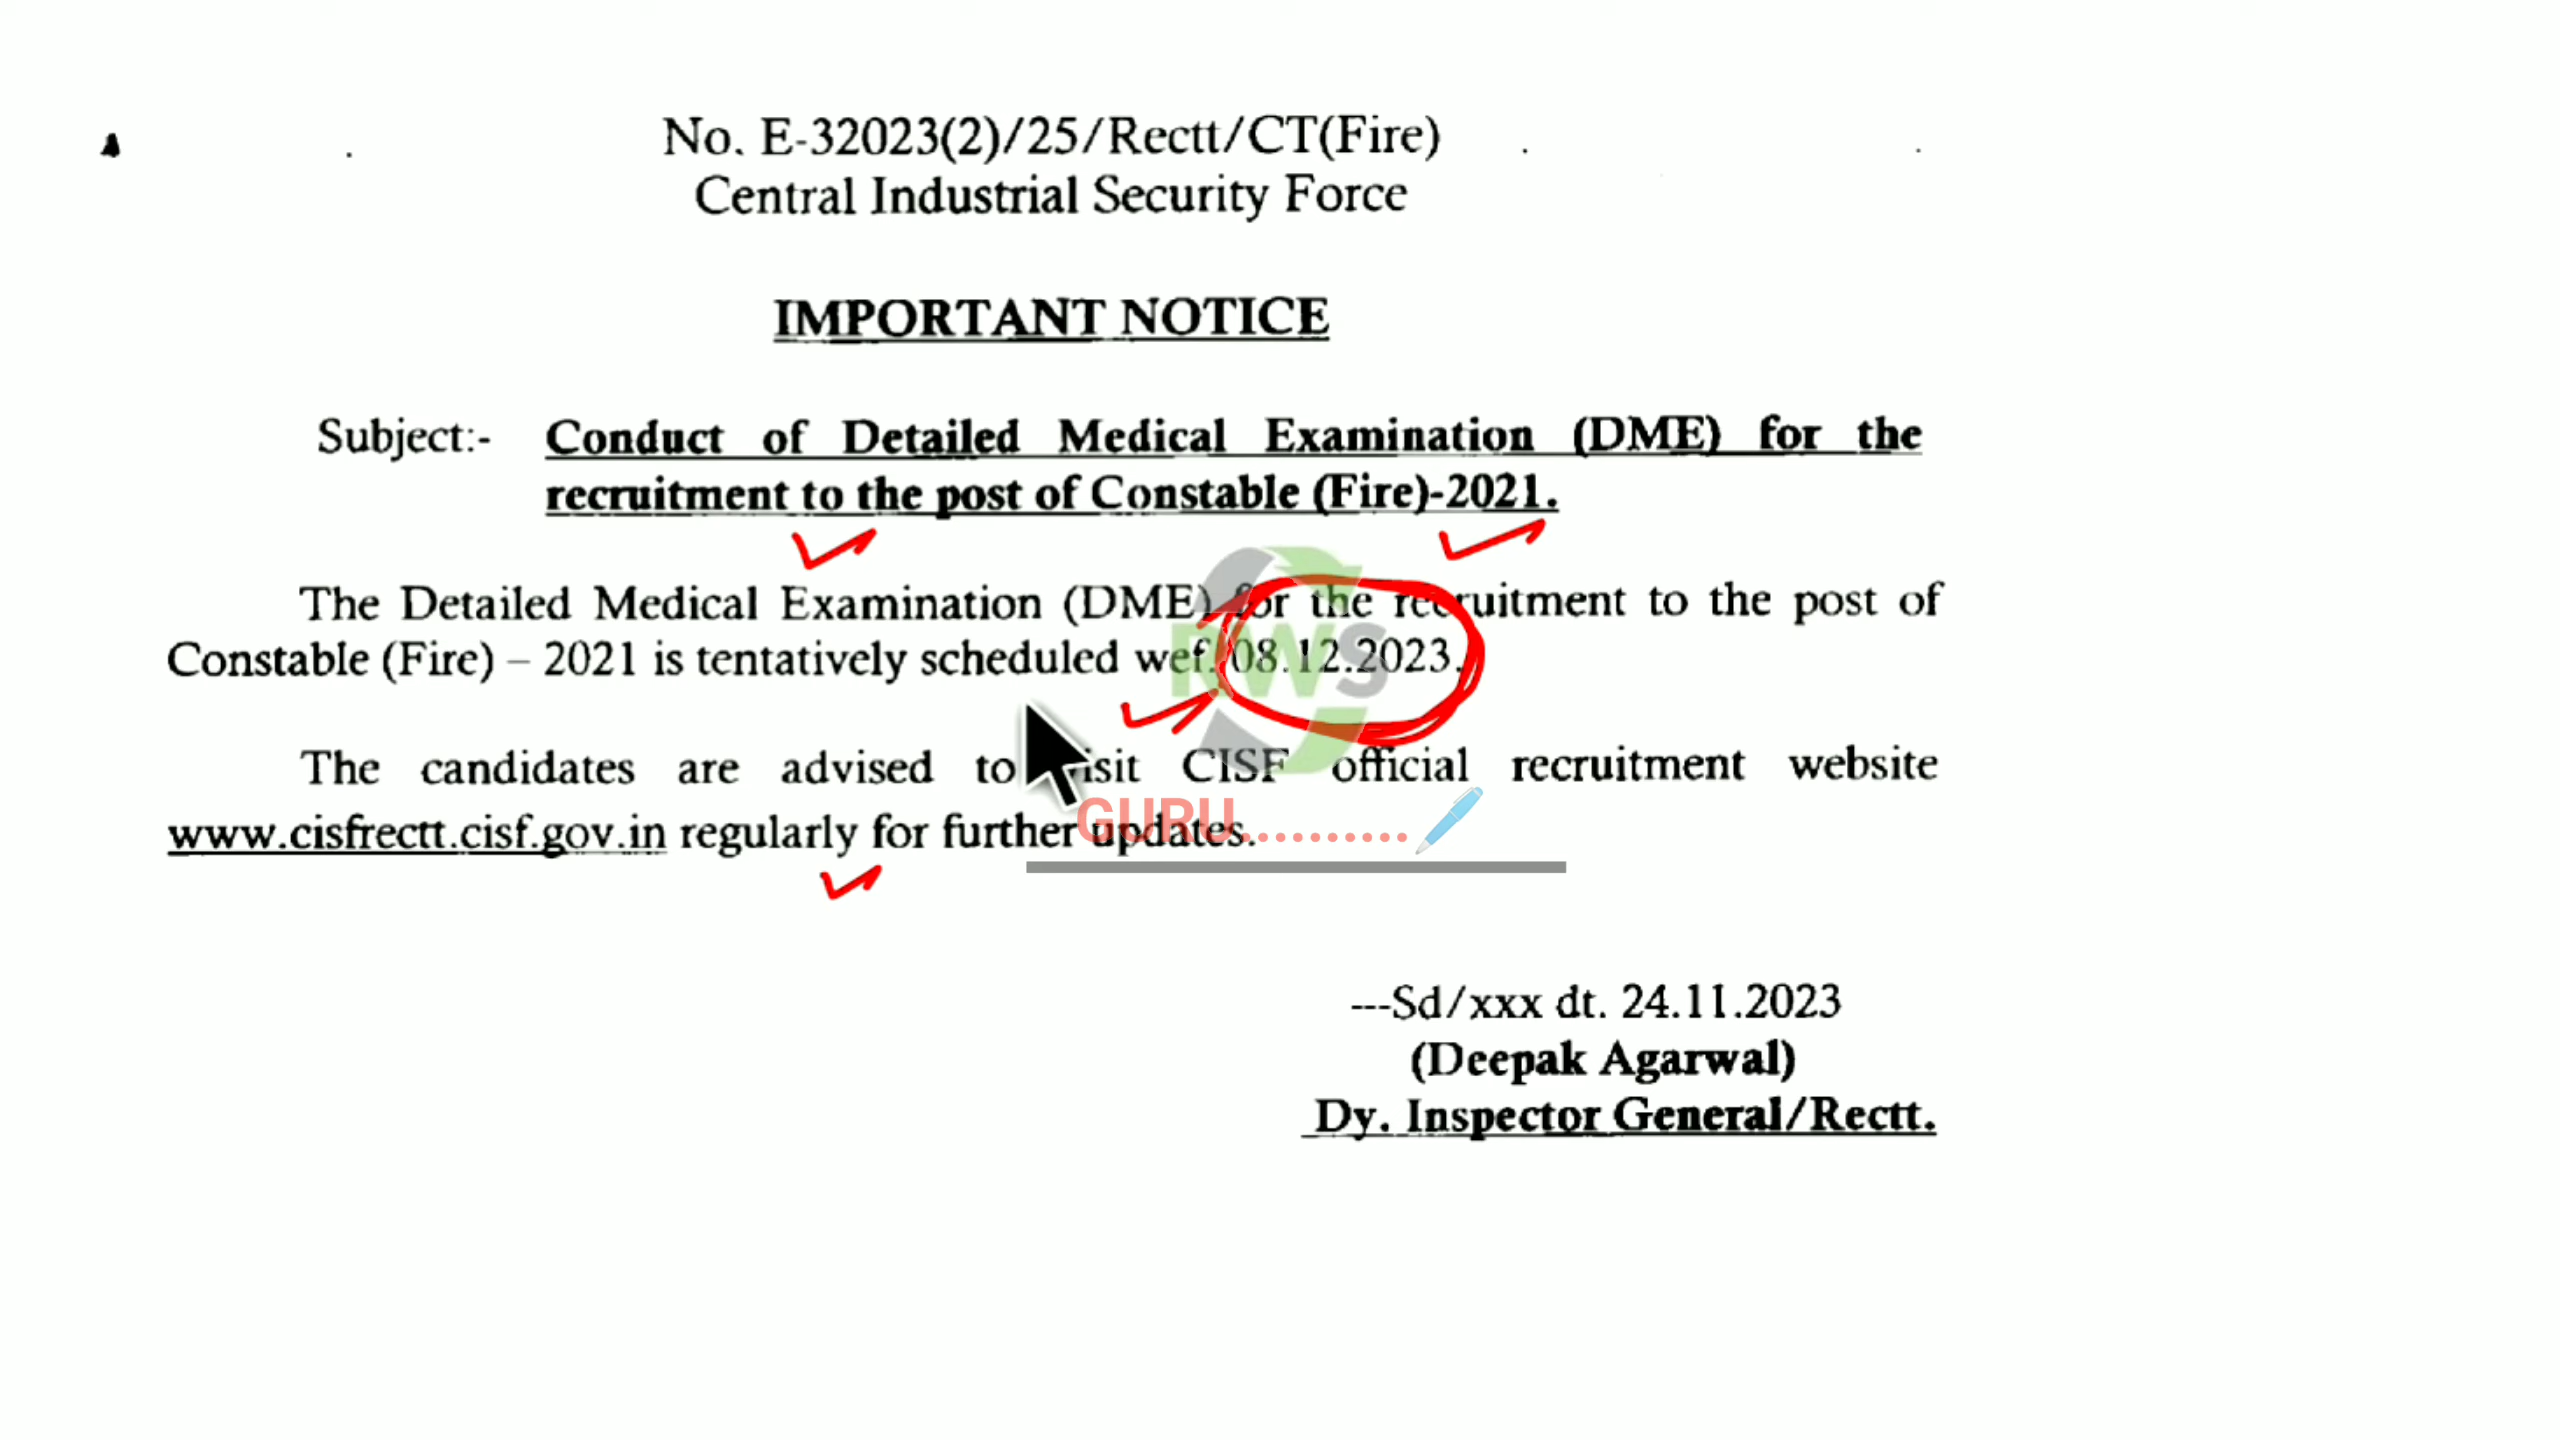 No. E-32023(2)/25/Rectt/CT(Fire)
Central Industrial Security Force
IMPORTANT NOTICE
Subject:- Conduct of Detailed Medical Examination (DME) for the
recruitment to the post of Constable (Fire)-2021.
The Detailed Medical Examination (DME) for the recruitment to the post of
Constable (Fire) – 2021 is tentatively scheduled wef. 08.12.2023.
RWS
The candidates are advised to visit CISF official recruitment website
GURU..........
www.cisfrectt.cisf.gov.in regularly for further updates.
---Sd/xxx dt. 24.11.2023
(Deepak Agarwal)
Dy. Inspector General/Rectt.